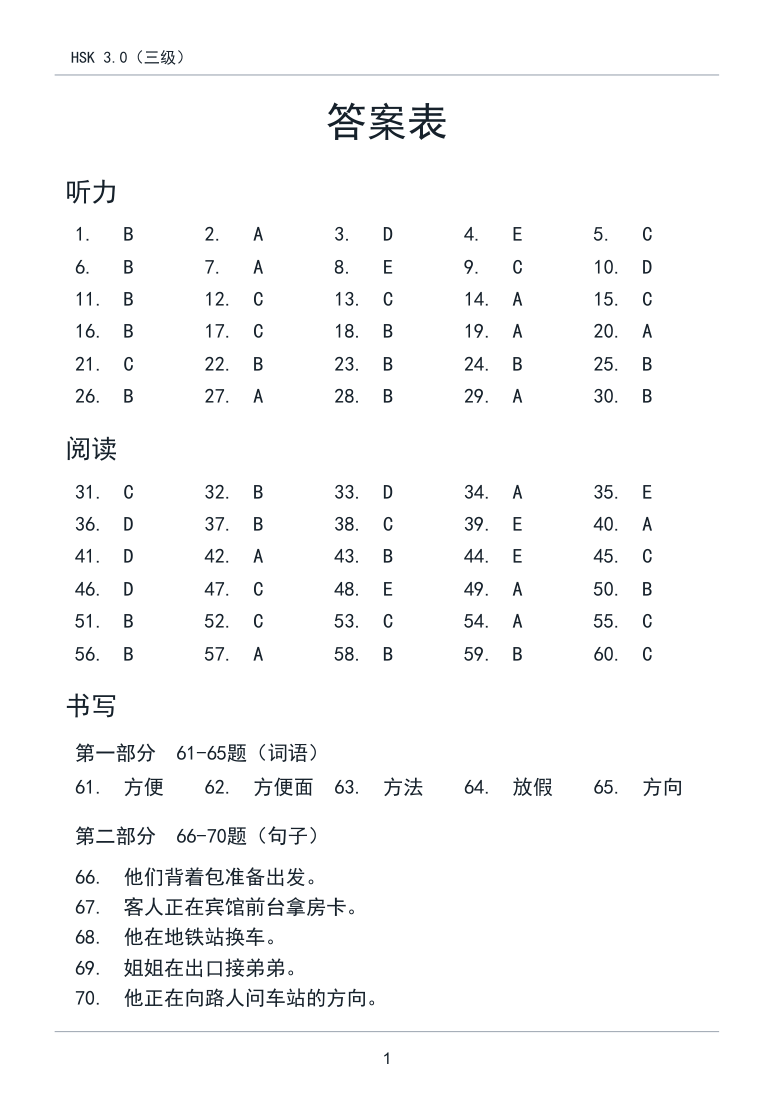 HSK 3.0（三级）
答案表
听力
1. B 2. A 3. D 4. E 5. C
6. B 7. A 8. E 9. C 10. D
11. B 12. C 13. C 14. A 15. C
16. B 17. C 18. B 19. A 20. A
21. C 22. B 23. B 24. B 25. B
26. B 27. A 28. B 29. A 30. B
阅读
31. C 32. B 33. D 34. A 35. E
36. D 37. B 38. C 39. E 40. A
41. D 42. A 43. B 44. E 45. C
46. D 47. C 48. E 49. A 50. B
51. B 52. C 53. C 54. A 55. C
56. B 57. A 58. B 59. B 60. C
书写
第一部分 61-65题（词语）
61. 方便 62. 方便面 63. 方法 64. 放假 65. 方向
第二部分 66-70题（句子）
66. 他们背着包准备出发。
67. 客人正在宾馆前台拿房卡。
68. 他在地铁站换车。
69. 姐姐在出口接弟弟。
70. 他正在向路人问车站的方向。
1